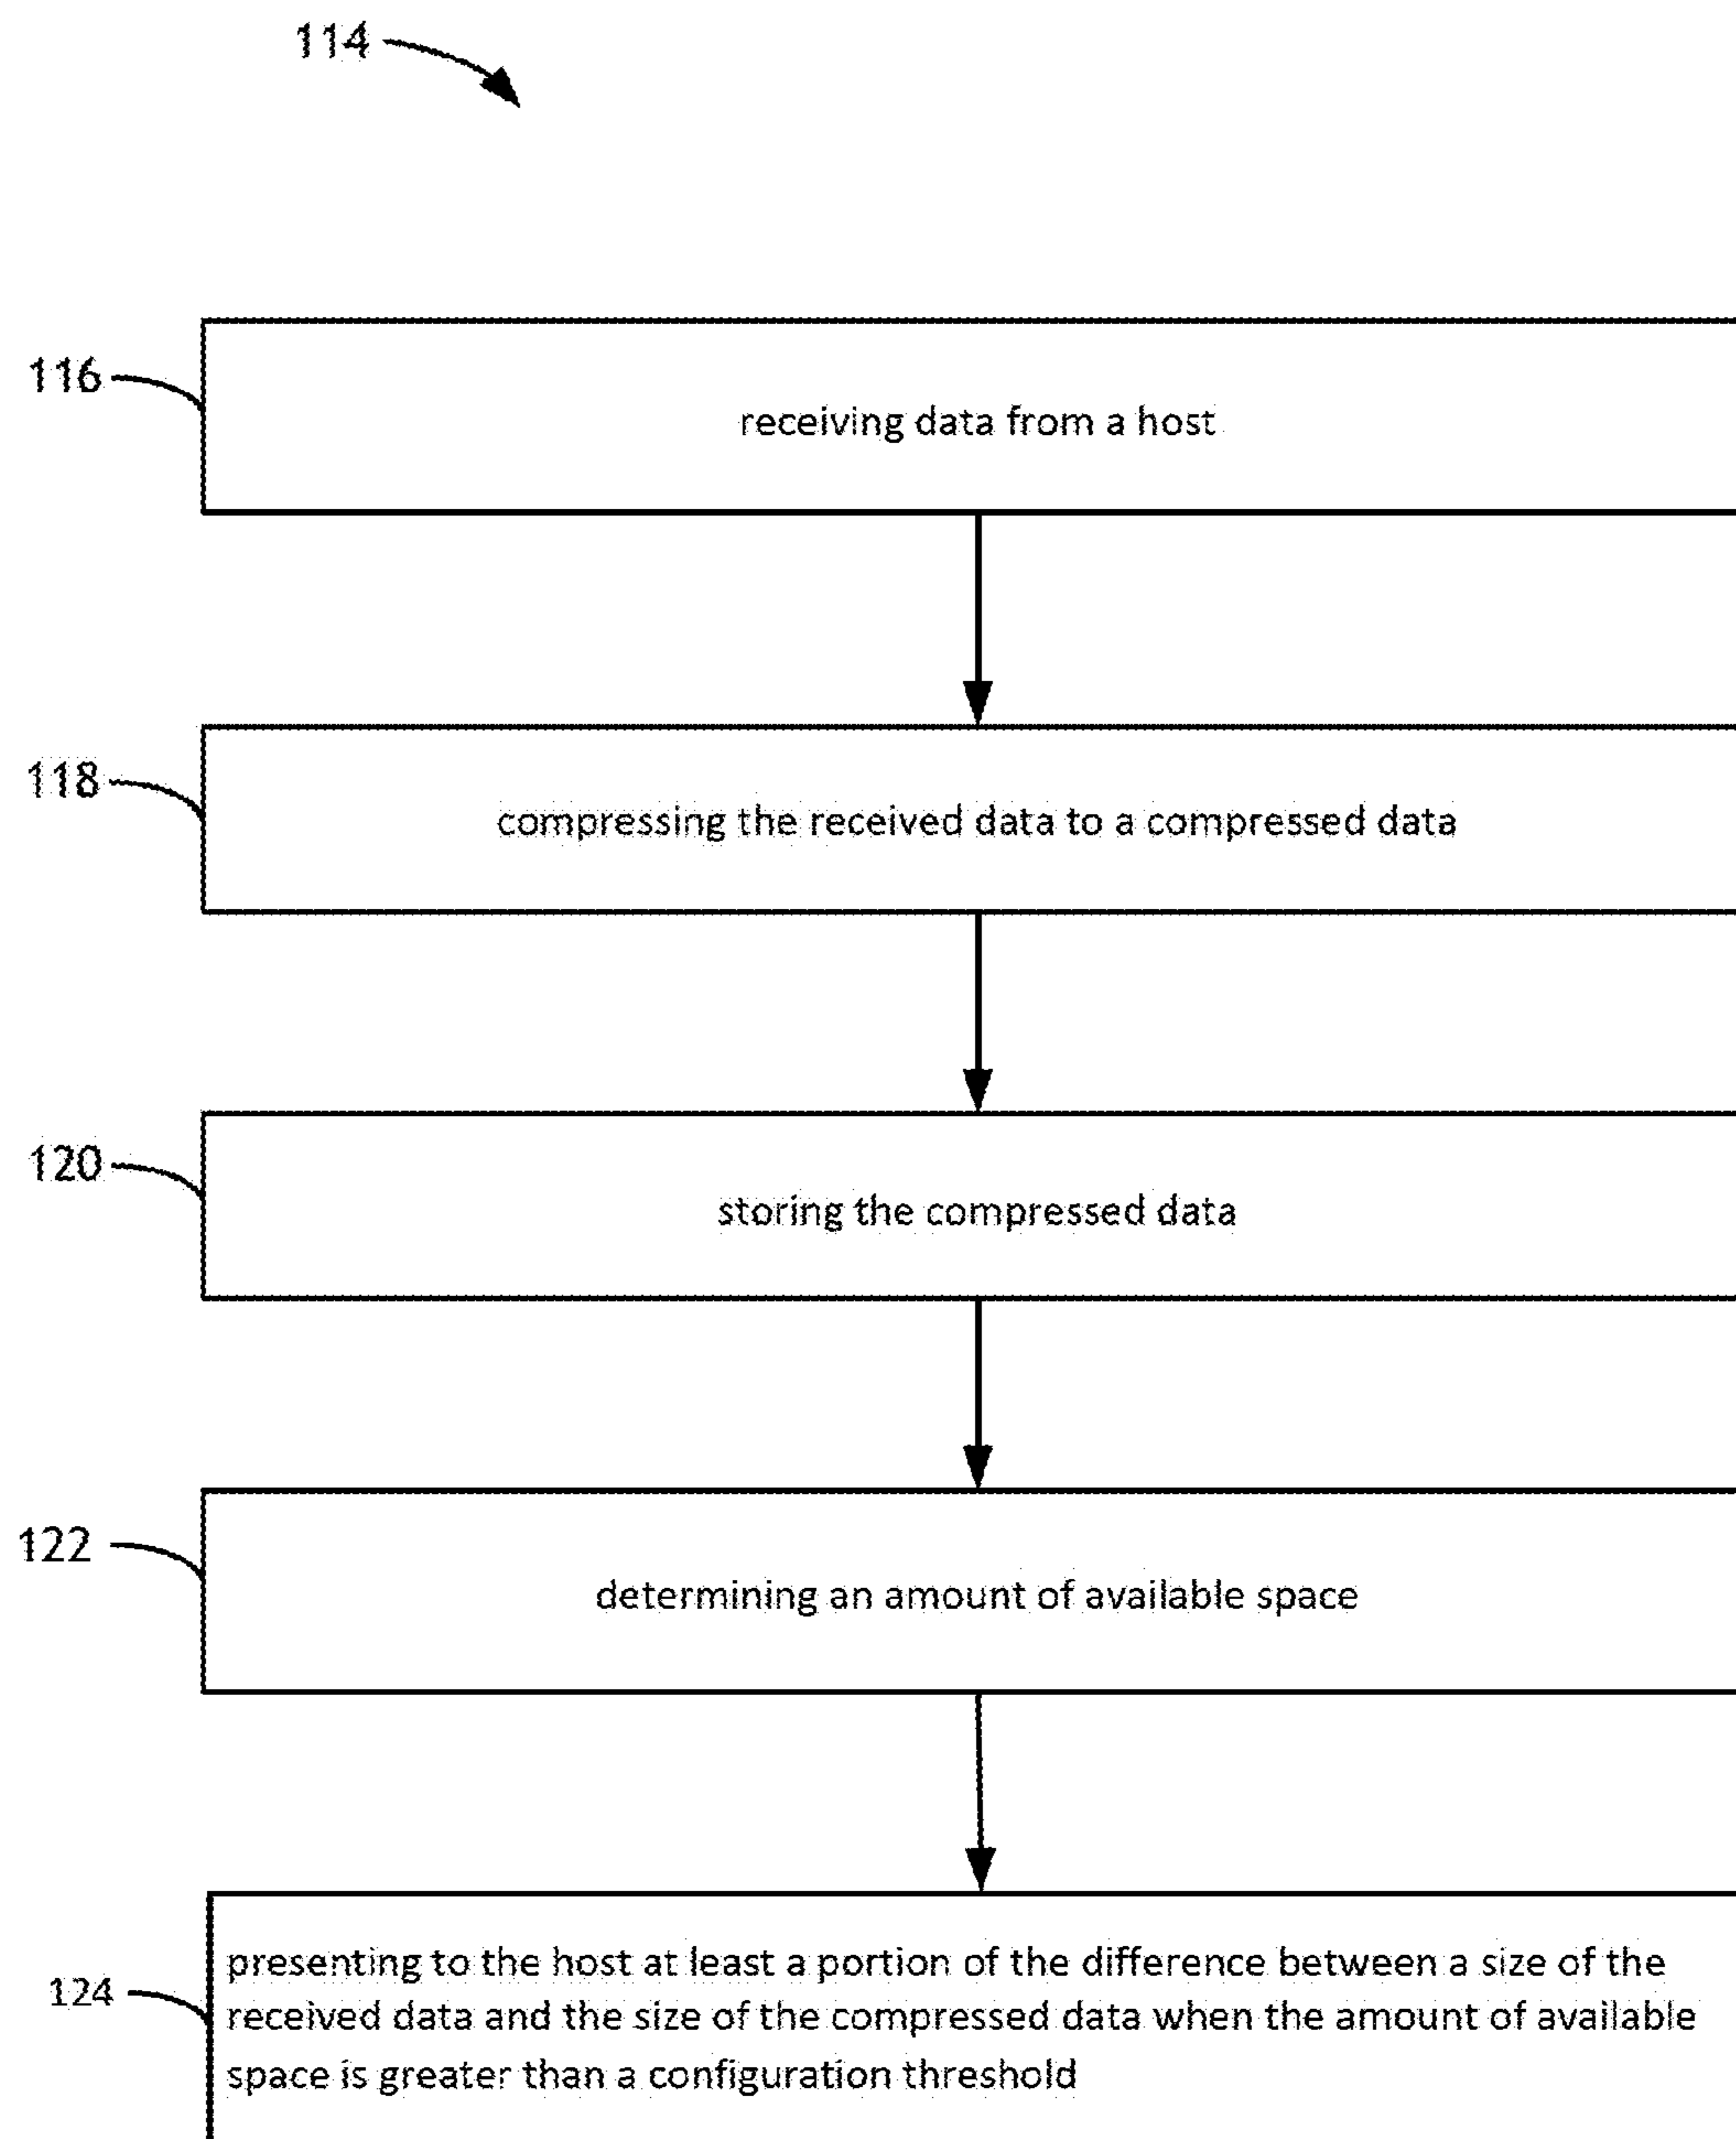 114
116
receiving data from a host
118
compressing the received data to a compressed data
120
storing the compressed data
122
determining an amount of available space
124
presenting to the host at least a portion of the difference between a size of the
received data and the size of the compressed data when the amount of available
space is greater than a configuration threshold